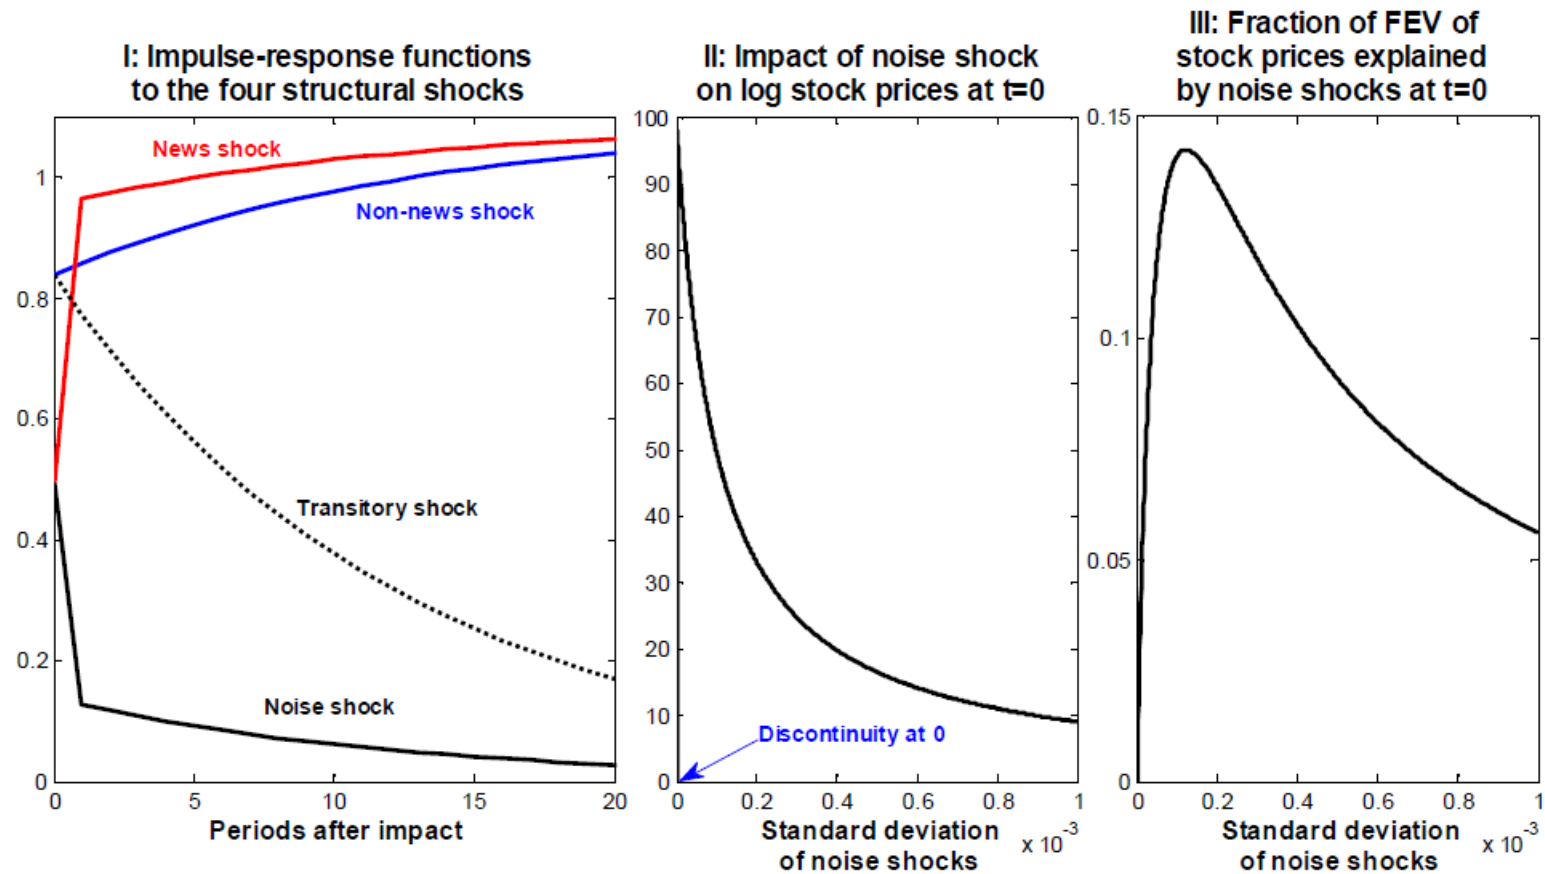 I: Impulse-response functions
to the four structural shocks
News shock
Non-news shock
Transitory shock
Noise shock
1
0.8
0.6
0.4
0.2
0
0 5 10 15 20
Periods after impact
II: Impact of noise shock
on log stock prices at t=0
100
90
80
70
60
50
40
30
20
10
0
Discontinuity at 0
0 0.2 0.4 0.6 0.8 1
Standard deviation
of noise shocks
x 10-3
III: Fraction of FEV of
stock prices explained
by noise shocks at t=0
0.15
0.1
0.05
0
0 0.2 0.4 0.6 0.8 1
Standard deviation
of noise shocks
x 10-3